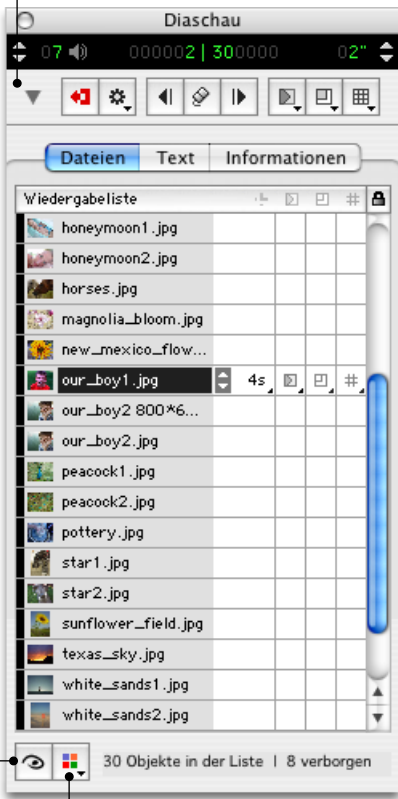 Diaschau
07 000002|300000 02"
Dateien Text Informationen
Wiedergabeliste #
honeymoon1.jpg
honeymoon2.jpg
horses.jpg
magnolia_bloom.jpg
new_mexico_flow...
our_boy1.jpg 4s #
our_boy2 800*6...
our_boy2.jpg
peacock1.jpg
peacock2.jpg
pottery.jpg
star1.jpg
star2.jpg
sunflower_field.jpg
texas_sky.jpg
white_sands1.jpg
white_sands2.jpg
30 Objekte in der Liste | 8 verborgen